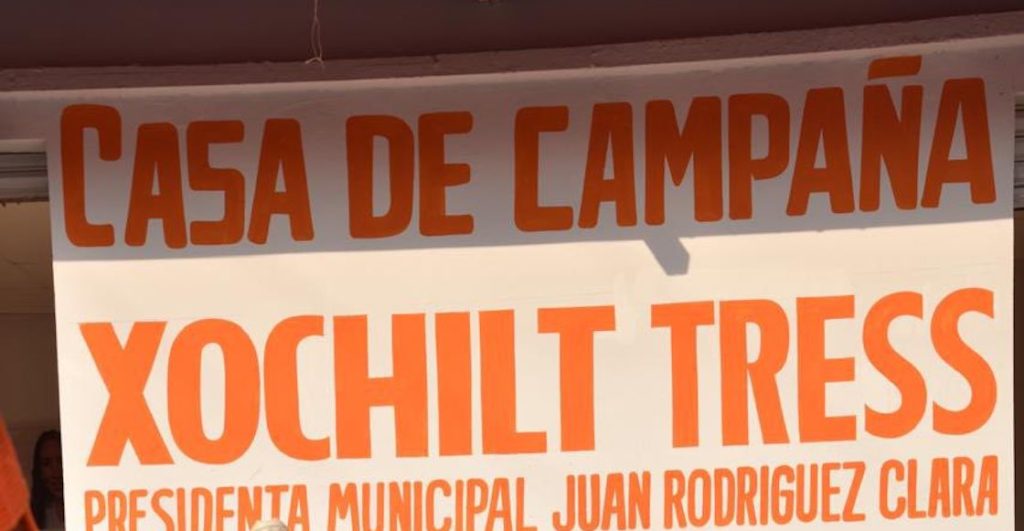 CASA DE CAMPAÑA
XOCHILT TRESS
PRESIDENTA MUNICIPAL JUAN RODRIGUEZ CLARA